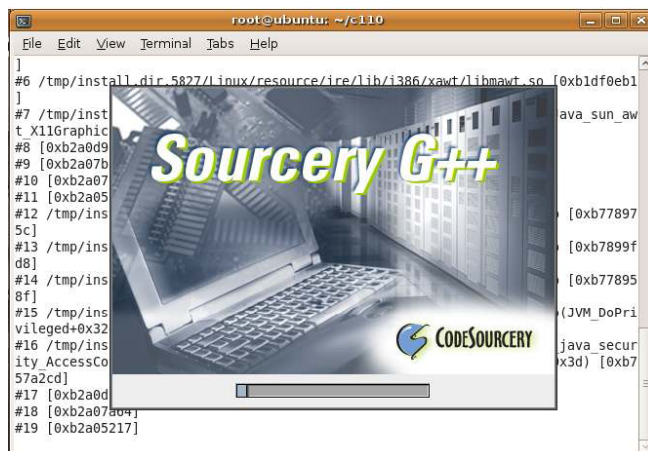 root@ubuntu: ~/c110
File Edit View Terminal Tabs Help
]
#6 /tmp/install.dir.5827/Linux/resource/jre/lib/i386/xawt/libmawt.so [0xb1df0eb1
]
#7 /tmp/inst ava_sun_aw
t_X11Graphic
#8 [0xb2a0d9
#9 [0xb2a07b
#10 [0xb2a07
#11 [0xb2a05
#12 /tmp/ins [0xb77897
5c]
#13 /tmp/ins [0xb7899f
d8]
#14 /tmp/ins [0xb77895
8f]
#15 /tmp/ins (JVM_DoPri
vileged+0x32
#16 /tmp/ins java_secur
ity_AccessCo x3d) [0xb7
57a2cd]
#17 [0xb2a0d
#18 [0xb2a07a64]
#19 [0xb2a05217]
Sourcery G++
CODESOURCERY